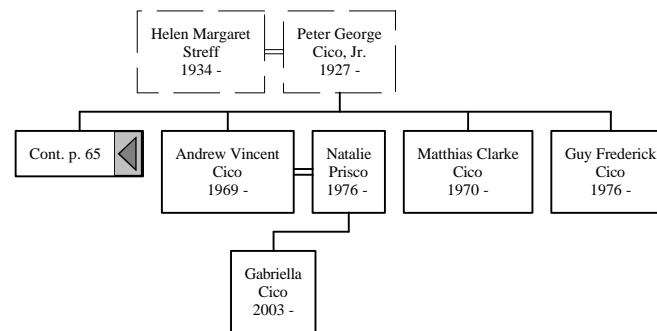 Helen Margaret
Streff
1934 -
Peter George
Cico, Jr.
1927 -
Cont. p. 65
Andrew Vincent
Cico
1969 -
Natalie
Prisco
1976 -
Matthias Clarke
Cico
1970 -
Guy Frederick
Cico
1976 -
Gabriella
Cico
2003 -